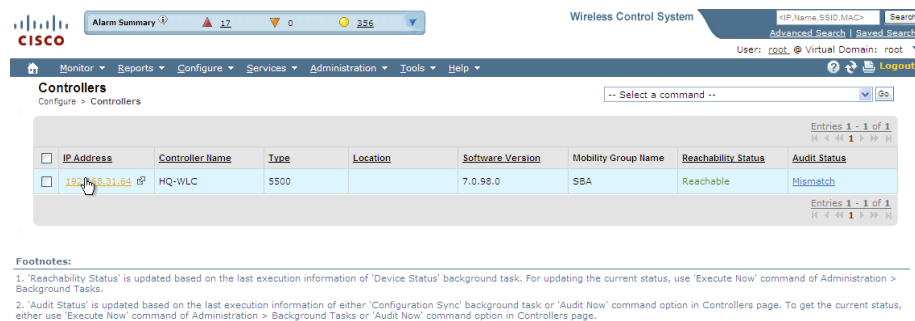 CISCO
Alarm Summary 17 0 356
Wireless Control System
<IP,Name,SSID,MAC> Search
Advanced Search | Saved Search
User: root @ Virtual Domain: root
Monitor Reports Configure Services Administration Tools Help Logout
Controllers
Configure > Controllers
-- Select a command -- Go
Entries 1 - 1 of 1
1
IP Address Controller Name Type Location Software Version Mobility Group Name Reachability Status Audit Status
HQ-WLC 5500 7.0.98.0 SBA Reachable Mismatch
Entries 1 - 1 of 1
1
Footnotes:
1. 'Reachability Status' is updated based on the last execution information of 'Device Status' background task. For updating the current status, use 'Execute Now' command of Administration >
Background Tasks.
2. 'Audit Status' is updated based on the last execution information of either 'Configuration Sync' background task or 'Audit Now' command option in Controllers page. To get the current status,
either use 'Execute Now' command of Administration > Background Tasks or 'Audit Now' command option in Controllers page.